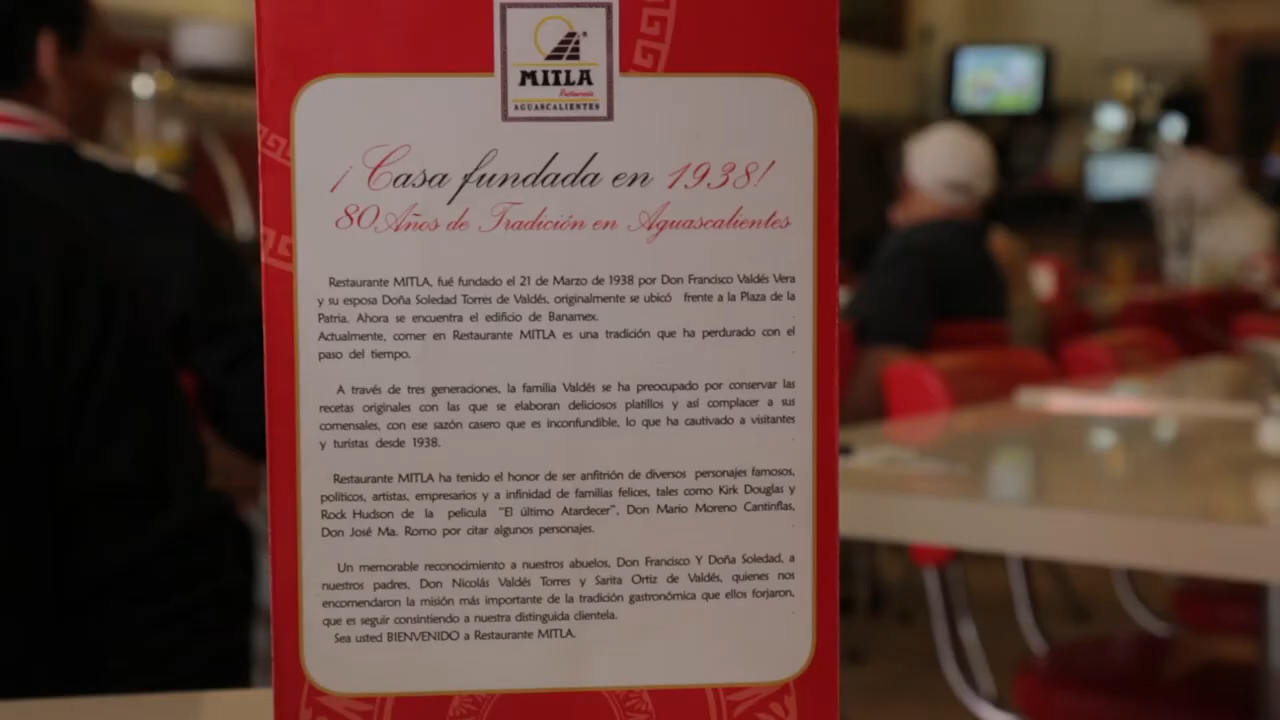 MITLA
Restaurante
AGUASCALIENTES
¡Casa fundada en 1938!
80 Años de Tradición en Aguascalientes
Restaurante MITLA, fué fundado el 21 de Marzo de 1938 por Don Francisco Valdés Vera
y su esposa Doña Soledad Torres de Valdés, originalmente se ubicó frente a la Plaza de la
Patria. Ahora se encuentra el edificio de Banamex.
Actualmente, comer en Restaurante MITLA es una tradición que ha perdurado con el
paso del tiempo.
A través de tres generaciones, la familia Valdés se ha preocupado por conservar las
recetas originales con las que se elaboran deliciosos platillos y así complacer a sus
comensales, con ese sazón casero que es inconfundible, lo que ha cautivado a visitantes
y turistas desde 1938.
Restaurante MITLA ha tenido el honor de ser anfitrión de diversos personajes famosos,
políticos, artistas, empresarios y a infinidad de familias felices, tales como Kirk Douglas y
Rock Hudson de la pelicula "El último Atardecer", Don Mario Moreno Cantinflas,
Don José Ma. Romo por citar algunos personajes.
Un memorable reconocimiento a nuestros abuelos, Don Francisco Y Doña Soledad, a
nuestros padres, Don Nicolás Valdés Torres y Sarita Ortiz de Valdés, quienes nos
encomendaron la misión más importante de la tradición gastronómica que ellos forjaron,
que es seguir consintiendo a nuestra distinguida clientela.
Sea usted BIENVENIDO a Restaurante MITLA.